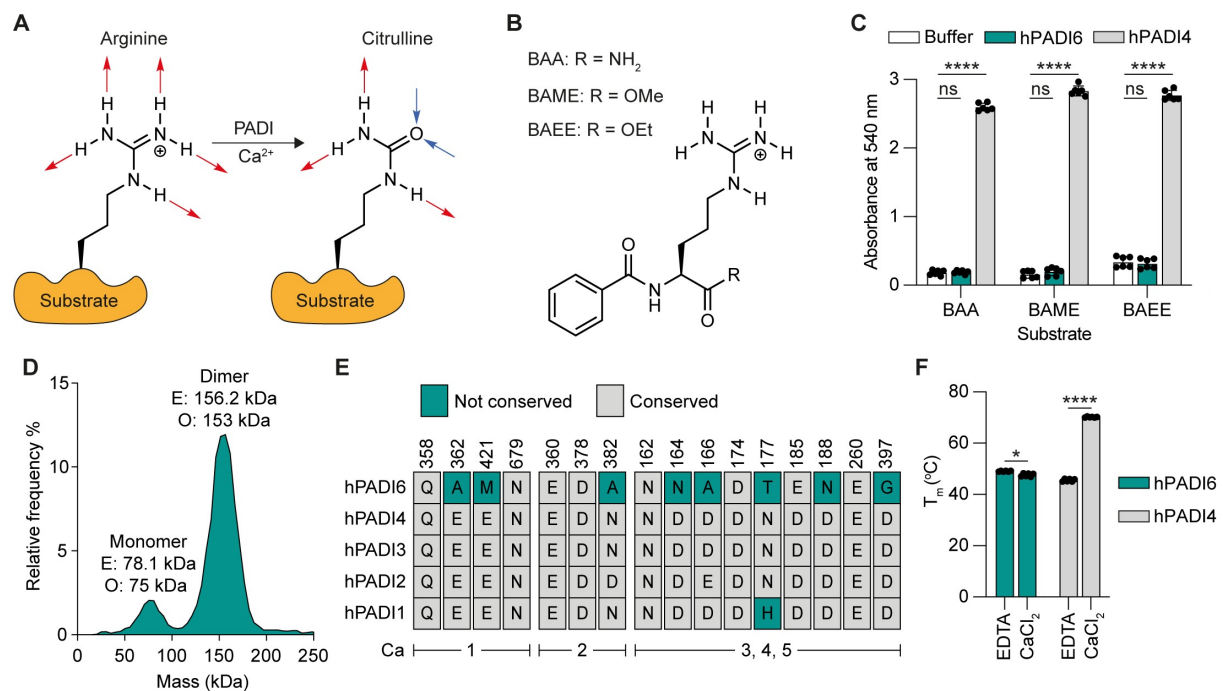 A
Arginine
Citrulline
H H
N N
H H
⊕
N H
PADI
Ca²⁺
H
N O
H
N H
Substrate
Substrate
B
BAA: R = NH₂
BAME: R = OMe
BAEE: R = OEt
H H
N N
H H
⊕
N
H
O
N
H
R
O
C
Buffer hPADI6 hPADI4
**** **** ****
ns ns ns
Absorbance at 540 nm
3
2
1
0
BAA BAME BAEE
Substrate
D
Dimer
E: 156.2 kDa
O: 153 kDa
Monomer
E: 78.1 kDa
O: 75 kDa
Relative frequency %
15
10
5
0
0 50 100 150 200 250
Mass (kDa)
E
Not conserved Conserved
358 362 421 679 360 378 382 162 164 166 174 177 185 188 260 397
hPADI6 Q A M N E D A N N A D T E N E G
hPADI4 Q E E N E D N N D D D N D D E D
hPADI3 Q E E N E D N N D D D N D D E D
hPADI2 Q E E N E D D N D E D N D D E D
hPADI1 Q E E N E D N N D D D H D D E D
Ca 1 2 3, 4, 5
F
80
60
40
20
0
Tₘ (ºC)
* ****
EDTA CaCl₂ EDTA CaCl₂
hPADI6
hPADI4